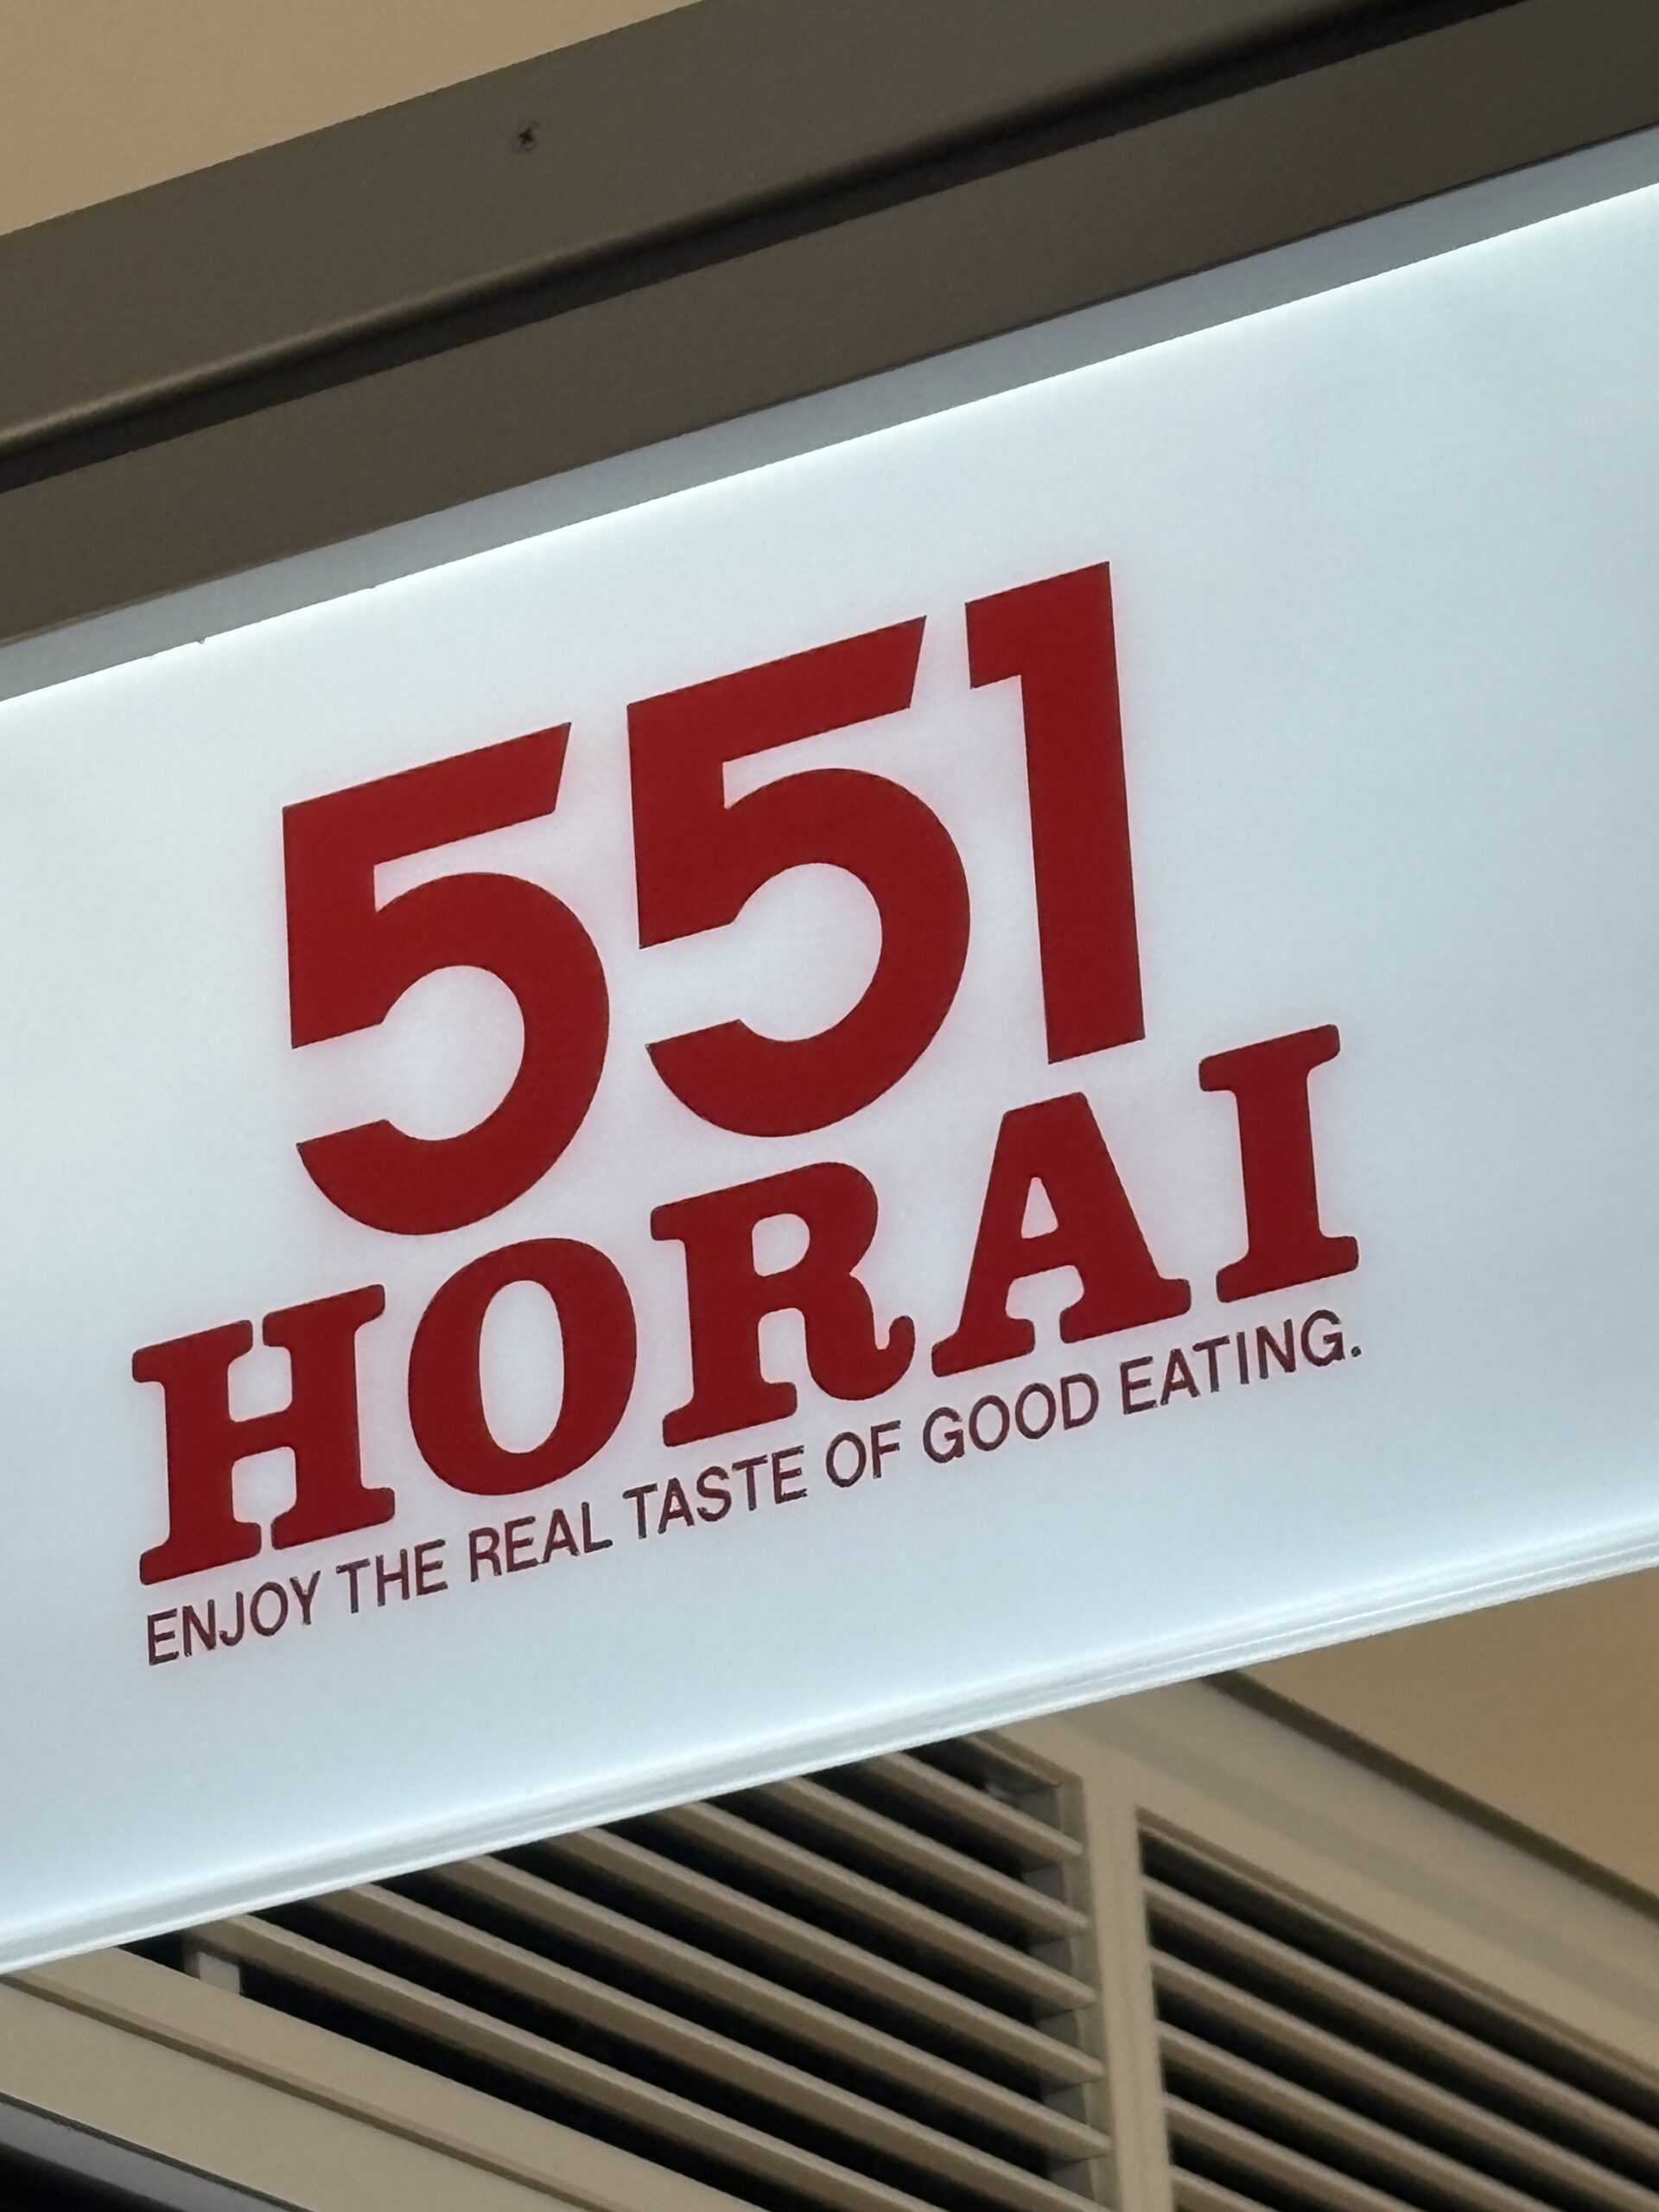 551
HORAI
ENJOY THE REAL TASTE OF GOOD EATING.